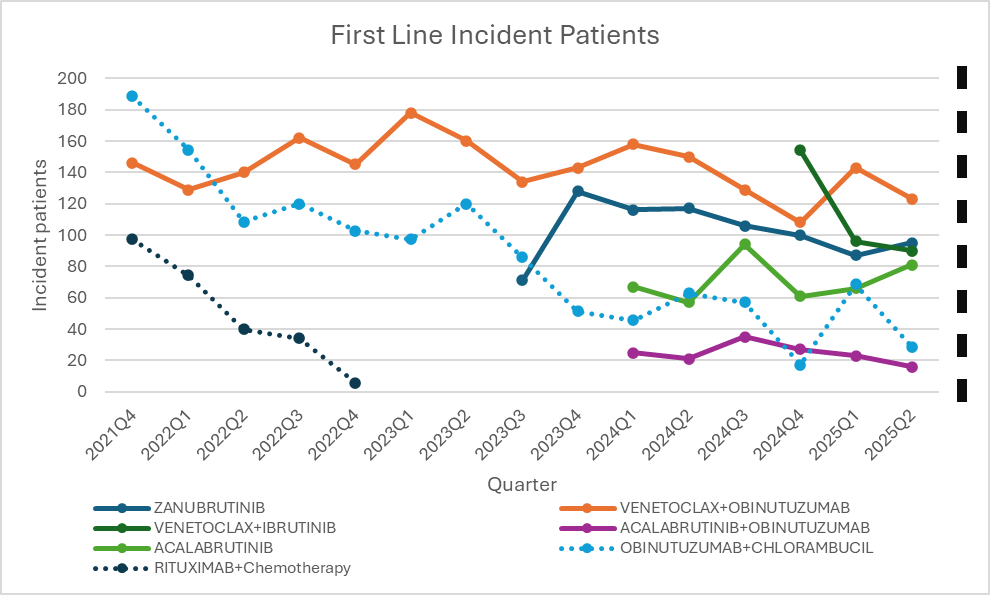 First Line Incident Patients
200
180
160
140
120
100
80
60
40
20
0
Incident patients
2021Q4
2022Q1
2022Q2
2022Q3
2022Q4
2023Q1
2023Q2
2023Q3
2023Q4
2024Q1
2024Q2
2024Q3
2024Q4
2025Q1
2025Q2
Quarter
ZANUBRUTINIB
VENETOCLAX+OBINUTUZUMAB
VENETOCLAX+IBRUTINIB
ACALABRUTINIB+OBINUTUZUMAB
ACALABRUTINIB
OBINUTUZUMAB+CHLORAMBUCIL
RITUXIMAB+Chemotherapy